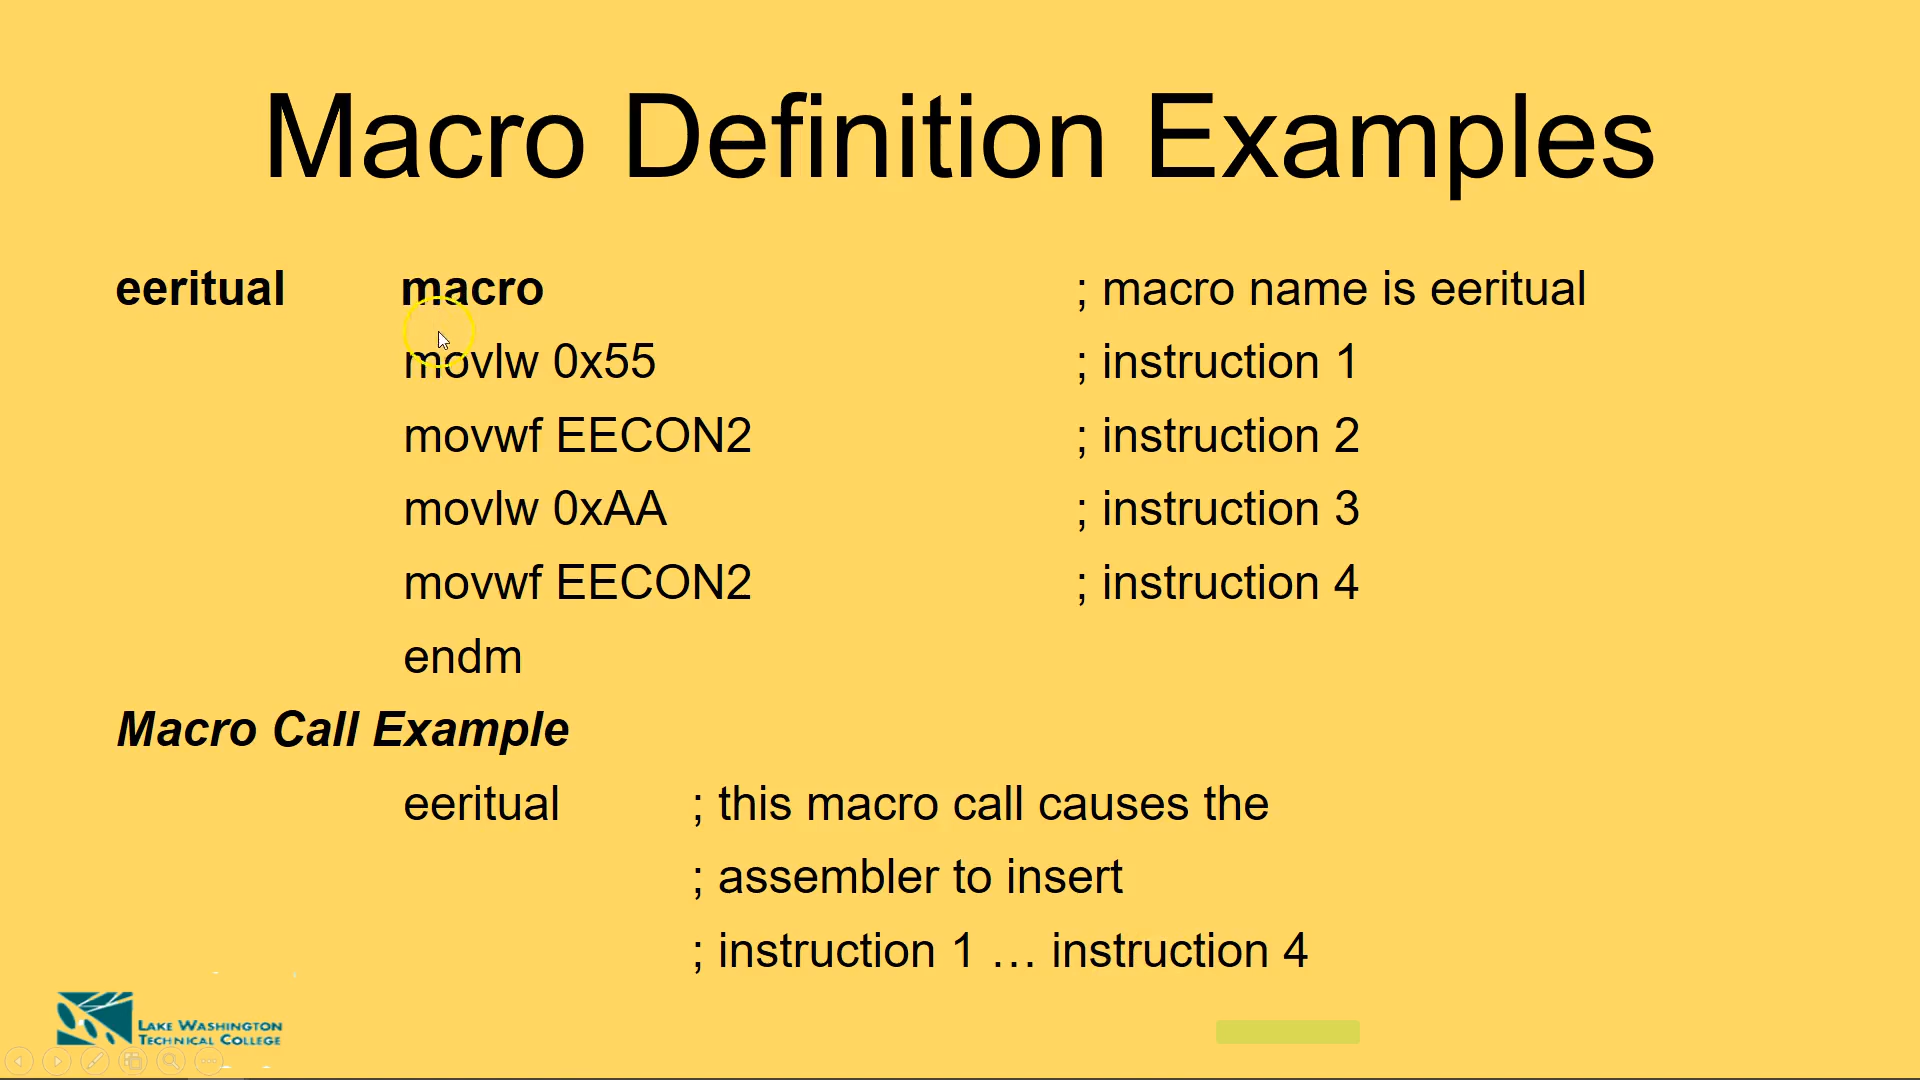 Macro Definition Examples
eeritual macro ; macro name is eeritual
movlw 0x55 ; instruction 1
movwf EECON2 ; instruction 2
movlw 0xAA ; instruction 3
movwf EECON2 ; instruction 4
endm
Macro Call Example
eeritual ; this macro call causes the
; assembler to insert
; instruction 1 … instruction 4
LAKE WASHINGTON
TECHNICAL COLLEGE